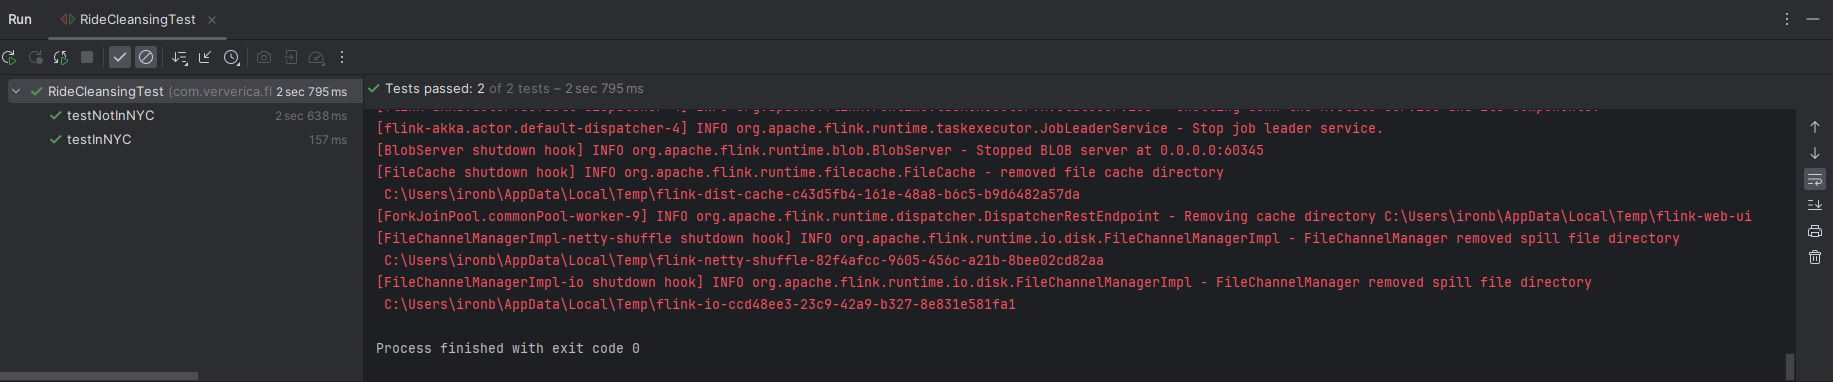 Run
RideCleansingTest
RideCleansingTest (com.ververica.fl 2 sec 795 ms
testNotInNYC 2 sec 638 ms
testInNYC 157 ms
Tests passed: 2 of 2 tests – 2 sec 795 ms
[flink-akka.actor.default-dispatcher-4] INFO org.apache.flink.runtime.taskexecutor.JobLeaderService - Stop job leader service.
[BlobServer shutdown hook] INFO org.apache.flink.runtime.blob.BlobServer - Stopped BLOB server at 0.0.0.0:60345
[FileCache shutdown hook] INFO org.apache.flink.runtime.filecache.FileCache - removed file cache directory
C:\Users\ironb\AppData\Local\Temp\flink-dist-cache-c43d5fb4-161e-48a8-b6c5-b9d6482a57da
[ForkJoinPool.commonPool-worker-9] INFO org.apache.flink.runtime.dispatcher.DispatcherRestEndpoint - Removing cache directory C:\Users\ironb\AppData\Local\Temp\flink-web-ui
[FileChannelManagerImpl-netty-shuffle shutdown hook] INFO org.apache.flink.runtime.io.disk.FileChannelManagerImpl - FileChannelManager removed spill file directory
C:\Users\ironb\AppData\Local\Temp\flink-netty-shuffle-82f4afcc-9605-456c-a21b-8bee02cd82aa
[FileChannelManagerImpl-io shutdown hook] INFO org.apache.flink.runtime.io.disk.FileChannelManagerImpl - FileChannelManager removed spill file directory
C:\Users\ironb\AppData\Local\Temp\flink-io-ccd48ee3-23c9-42a9-b327-8e831e581fa1
Process finished with exit code 0